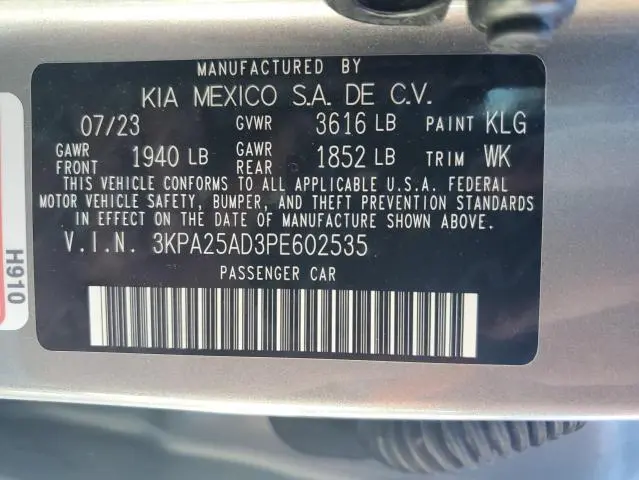 MANUFACTURED BY
KIA MEXICO S.A. DE C.V.
07/23 GVWR 3616 LB PAINT KLG
GAWR FRONT 1940 LB GAWR REAR 1852 LB TRIM WK
THIS VEHICLE CONFORMS TO ALL APPLICABLE U.S.A. FEDERAL
MOTOR VEHICLE SAFETY, BUMPER, AND THEFT PREVENTION STANDARDS
IN EFFECT ON THE DATE OF MANUFACTURE SHOWN ABOVE.
V.I.N. 3KPA25AD3PE602535
PASSENGER CAR
H910